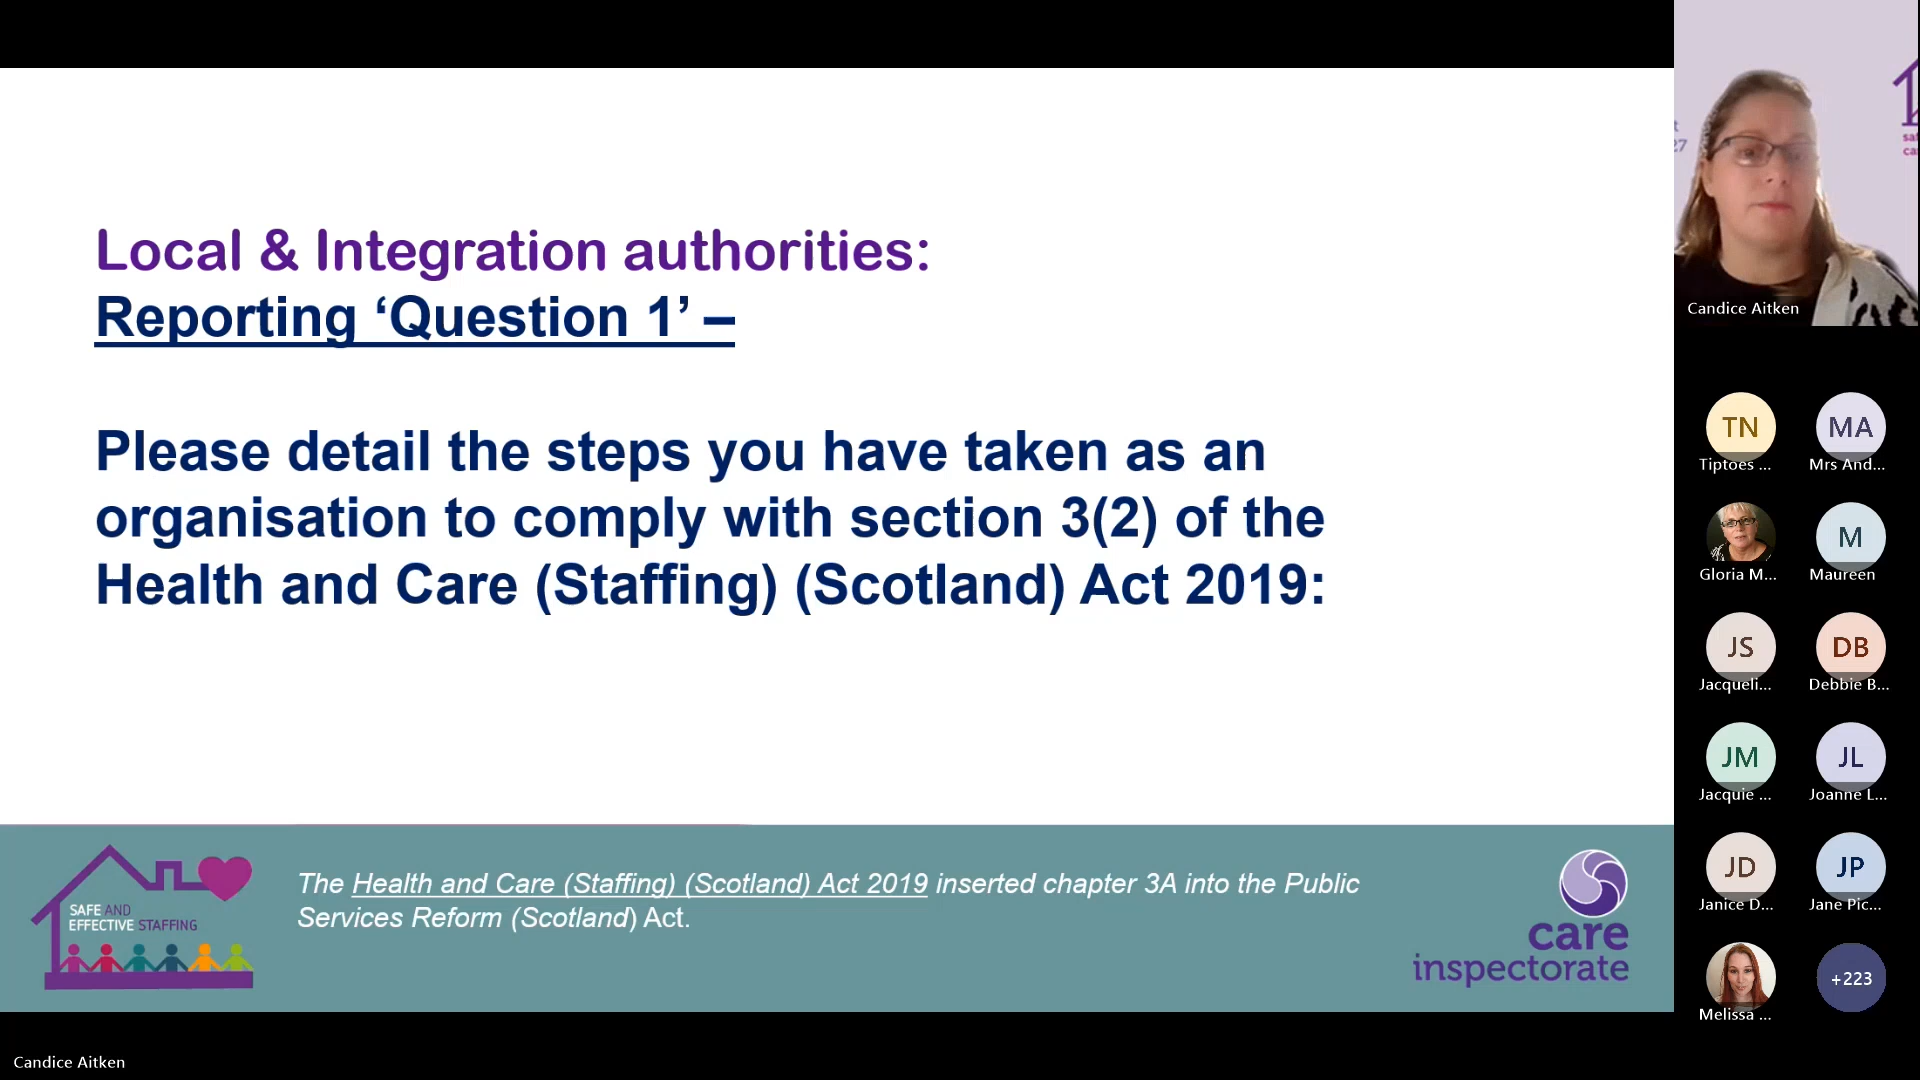 Local & Integration authorities:
Reporting ‘Question 1’ –
Please detail the steps you have taken as an
organisation to comply with section 3(2) of the
Health and Care (Staffing) (Scotland) Act 2019:
SAFE AND
EFFECTIVE STAFFING
The Health and Care (Staffing) (Scotland) Act 2019 inserted chapter 3A into the Public
Services Reform (Scotland) Act.
care
inspectorate
Candice Aitken
Candice Aitken
TN
Tiptoes ...
MA
Mrs And...
Gloria M...
M
Maureen
JS
Jacqueli...
DB
Debbie B...
JM
Jacquie ...
JL
Joanne L...
JD
Janice D...
JP
Jane Pic...
Melissa ...
+223